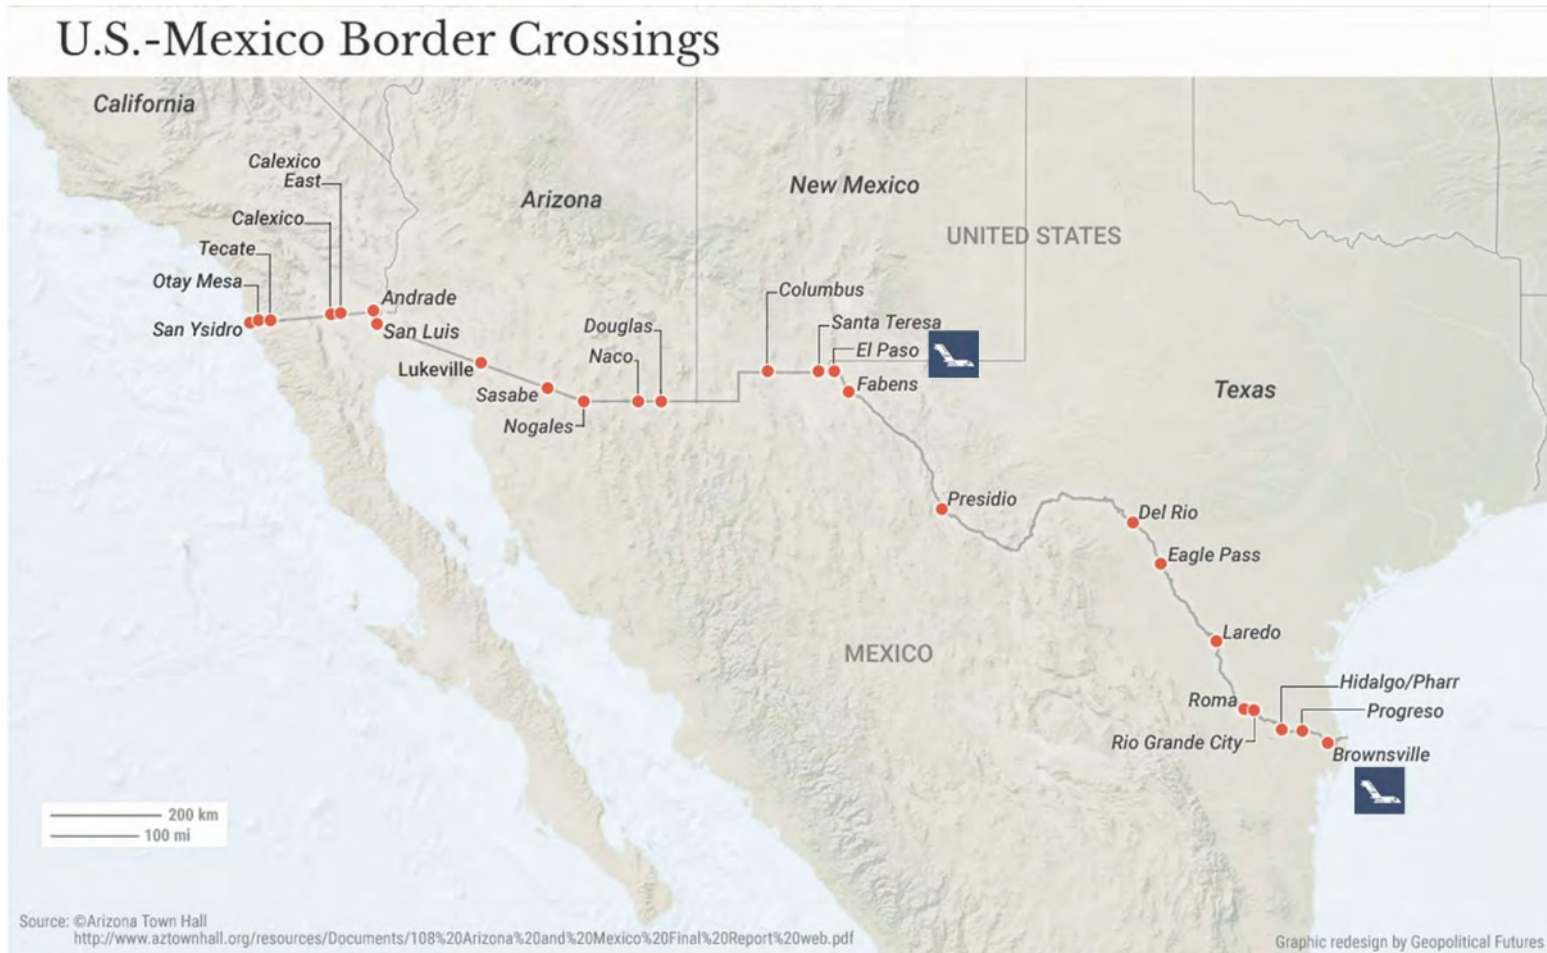 U.S.-Mexico Border Crossings
California
Calexico
East
Arizona
New Mexico
Calexico
UNITED STATES
Tecate
Otay Mesa
Columbus
Andrade
San Ysidro
San Luis
Douglas
Santa Teresa
Naco
El Paso
Lukeville
Fabens
Sasabe
Texas
Nogales
Presidio
Del Rio
Eagle Pass
Laredo
MEXICO
Hidalgo/Pharr
Roma
Progreso
Rio Grande City
Brownsville
200 km
100 mi
Source: ©Arizona Town Hall
http://www.aztownhall.org/resources/Documents/108%20Arizona%20and%20Mexico%20Final%20Report%20web.pdf
Graphic redesign by Geopolitical Futures